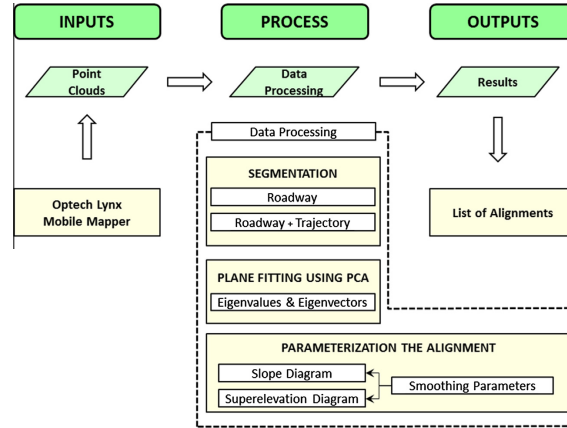 INPUTS
PROCESS
OUTPUTS
Point
Clouds
Data
Processing
Results
Data Processing
Optech Lynx
Mobile Mapper
SEGMENTATION
Roadway
Roadway + Trajectory
List of Alignments
PLANE FITTING USING PCA
Eigenvalues & Eigenvectors
PARAMETERIZATION THE ALIGNMENT
Slope Diagram
Superelevation Diagram
Smoothing Parameters